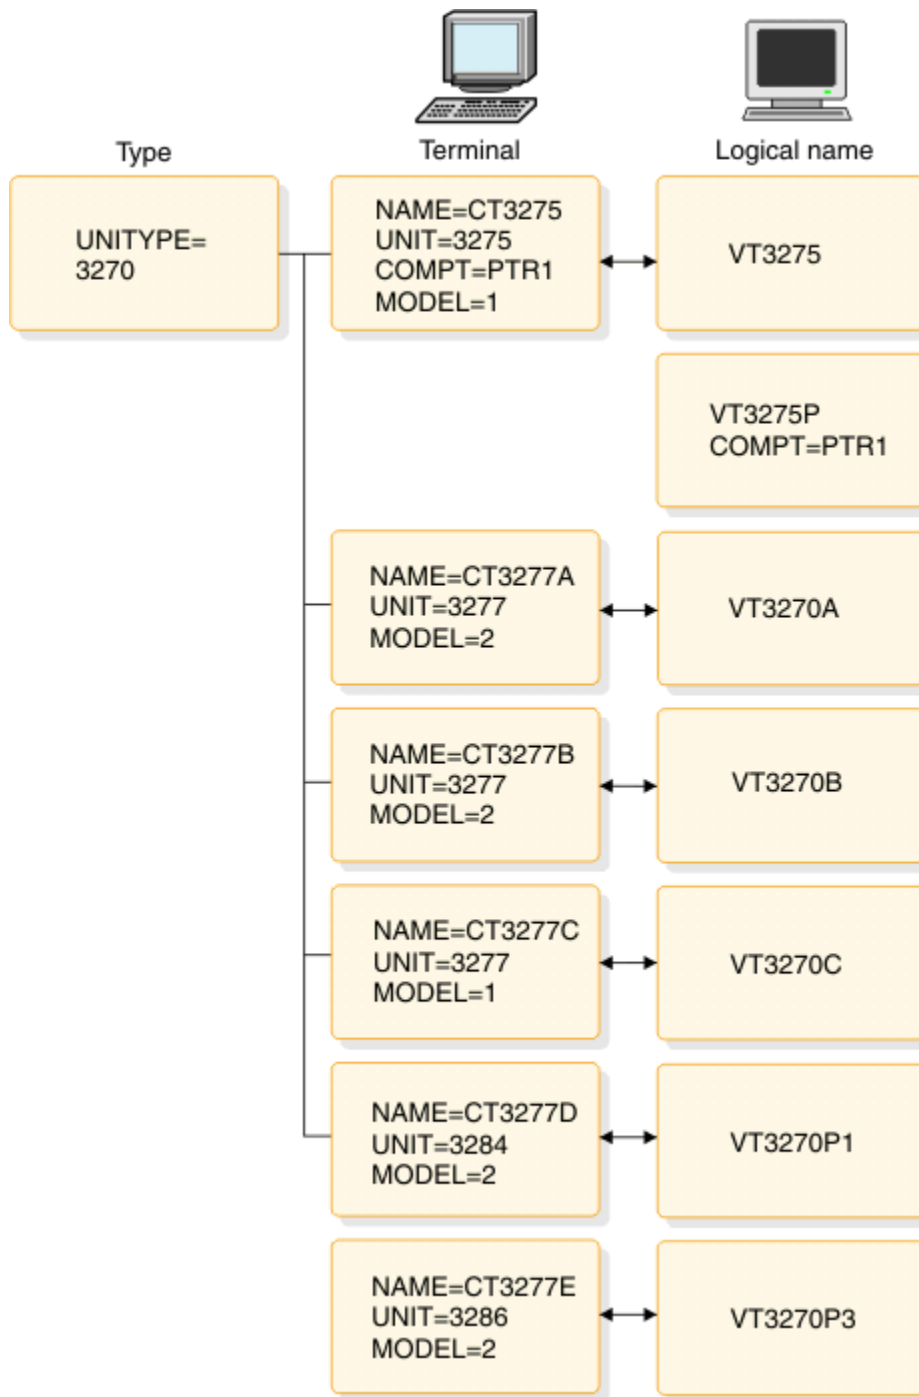 Type
Terminal
Logical name
UNITYPE=
3270
NAME=CT3275
UNIT=3275
COMPT=PTR1
MODEL=1
VT3275
VT3275P
COMPT=PTR1
NAME=CT3277A
UNIT=3277
MODEL=2
VT3270A
NAME=CT3277B
UNIT=3277
MODEL=2
VT3270B
NAME=CT3277C
UNIT=3277
MODEL=1
VT3270C
NAME=CT3277D
UNIT=3284
MODEL=2
VT3270P1
NAME=CT3277E
UNIT=3286
MODEL=2
VT3270P3